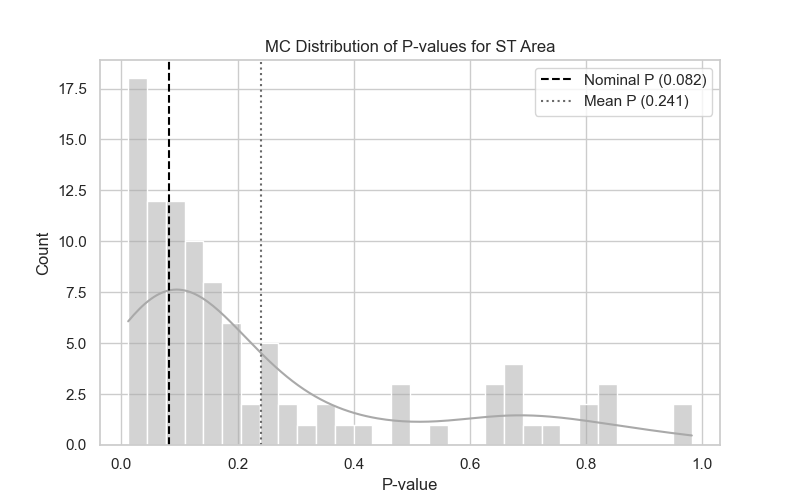 MC Distribution of P-values for ST Area
Nominal P (0.082)
Mean P (0.241)
17.5
15.0
12.5
10.0
7.5
5.0
2.5
0.0
Count
0.0 0.2 0.4 0.6 0.8 1.0
P-value